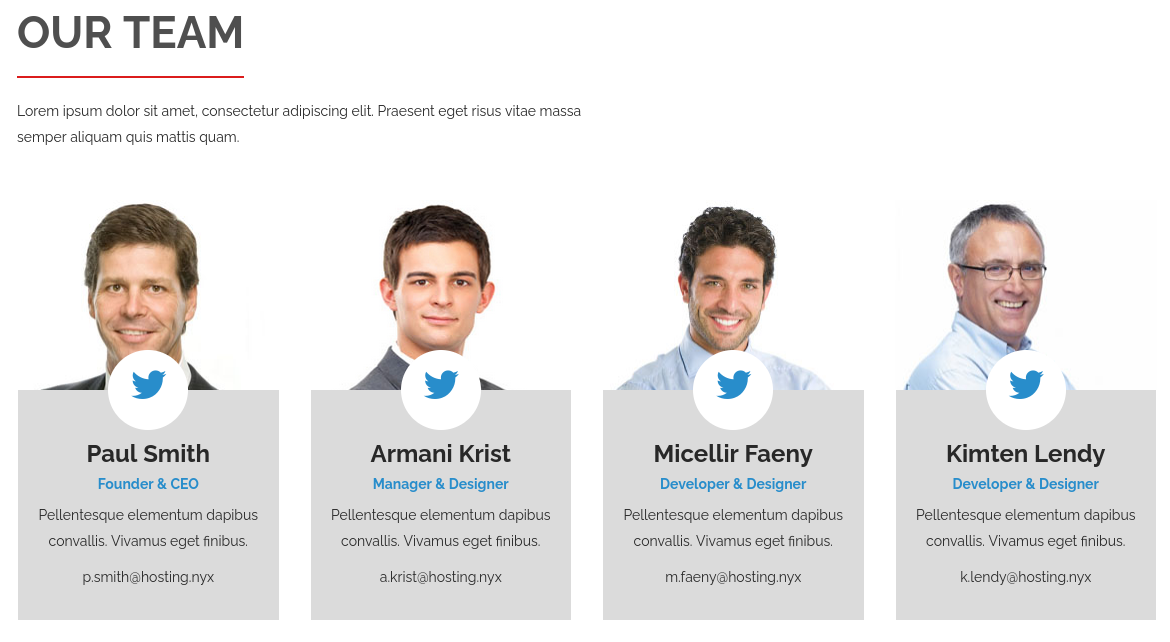 OUR TEAM
Lorem ipsum dolor sit amet, consectetur adipiscing elit. Praesent eget risus vitae massa
semper aliquam quis mattis quam.
Paul Smith
Founder & CEO
Pellentesque elementum dapibus
convallis. Vivamus eget finibus.
p.smith@hosting.nyx
Armani Krist
Manager & Designer
Pellentesque elementum dapibus
convallis. Vivamus eget finibus.
a.krist@hosting.nyx
Micellir Faeny
Developer & Designer
Pellentesque elementum dapibus
convallis. Vivamus eget finibus.
m.faeny@hosting.nyx
Kimten Lendy
Developer & Designer
Pellentesque elementum dapibus
convallis. Vivamus eget finibus.
k.lendy@hosting.nyx